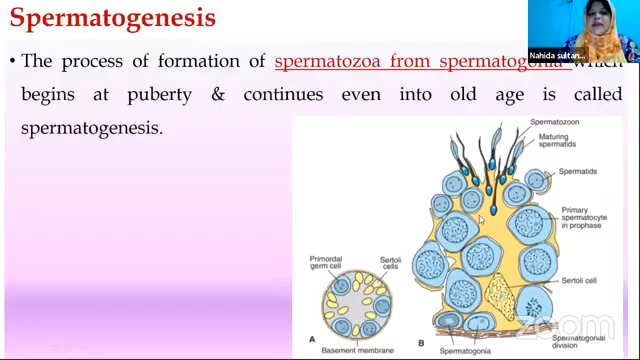 Spermatogenesis
• The process of formation of spermatozoa from spermatogonia which
begins at puberty & continues even into old age is called
spermatogenesis.
Nahida sultan...
Spermatozoon
Maturing
spermatids
Spermatids
Primary
spermatocyte
in prophase
Sertoli cell
Spermatogonial
division
Spermatogonia
B
Primordial
germ cell
Sertoli
cells
A
Basement membrane
zoom